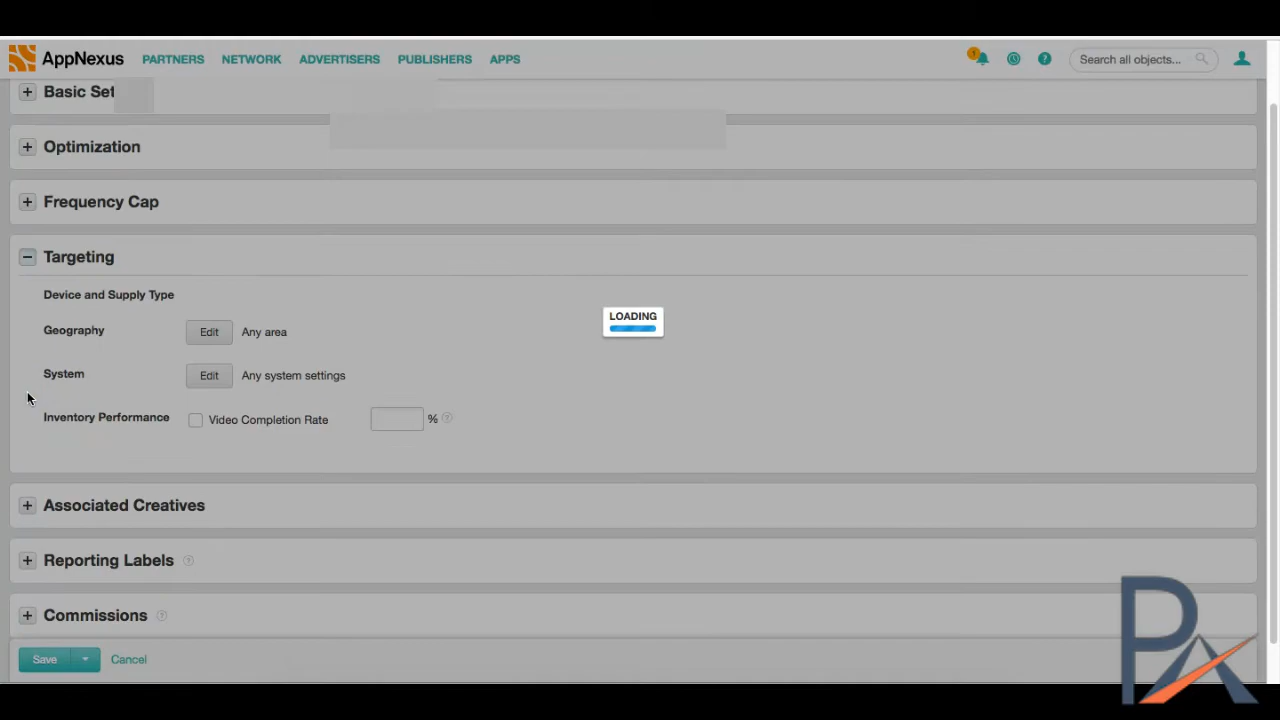 AppNexus PARTNERS NETWORK ADVERTISERS PUBLISHERS APPS 1 ? Search all objects...
+ Basic Set
+ Optimization
+ Frequency Cap
− Targeting
Device and Supply Type
Geography Edit Any area
LOADING
System Edit Any system settings
Inventory Performance Video Completion Rate % ?
+ Associated Creatives
+ Reporting Labels ?
+ Commissions ?
Save Cancel
PA